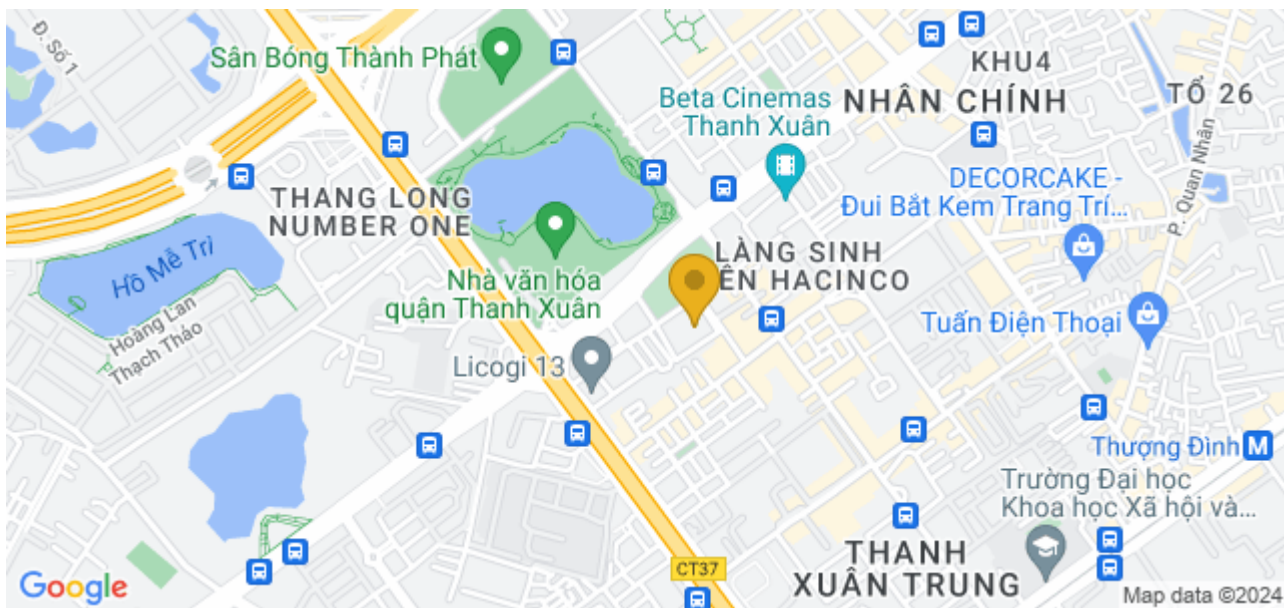 Đ. Số 1
Sân Bóng Thành Phát
KHU4
TỔ 26
Beta Cinemas
Thanh Xuân
NHÂN CHÍNH
P. Quan Nhân
DECORCAKE -
Đui Bắt Kem Trang Trí...
THANG LONG
NUMBER ONE
Hồ Mễ Trì
Hoàng Lan
Thạch Thảo
Nhà văn hóa
quận Thanh Xuân
LÀNG SINH
ÊN HACINCO
Tuấn Điện Thoại
Licogi 13
Thượng Đình
M
Trường Đại học
Khoa học Xã hội và...
THANH
XUÂN TRUNG
CT37
Google
Map data ©2024